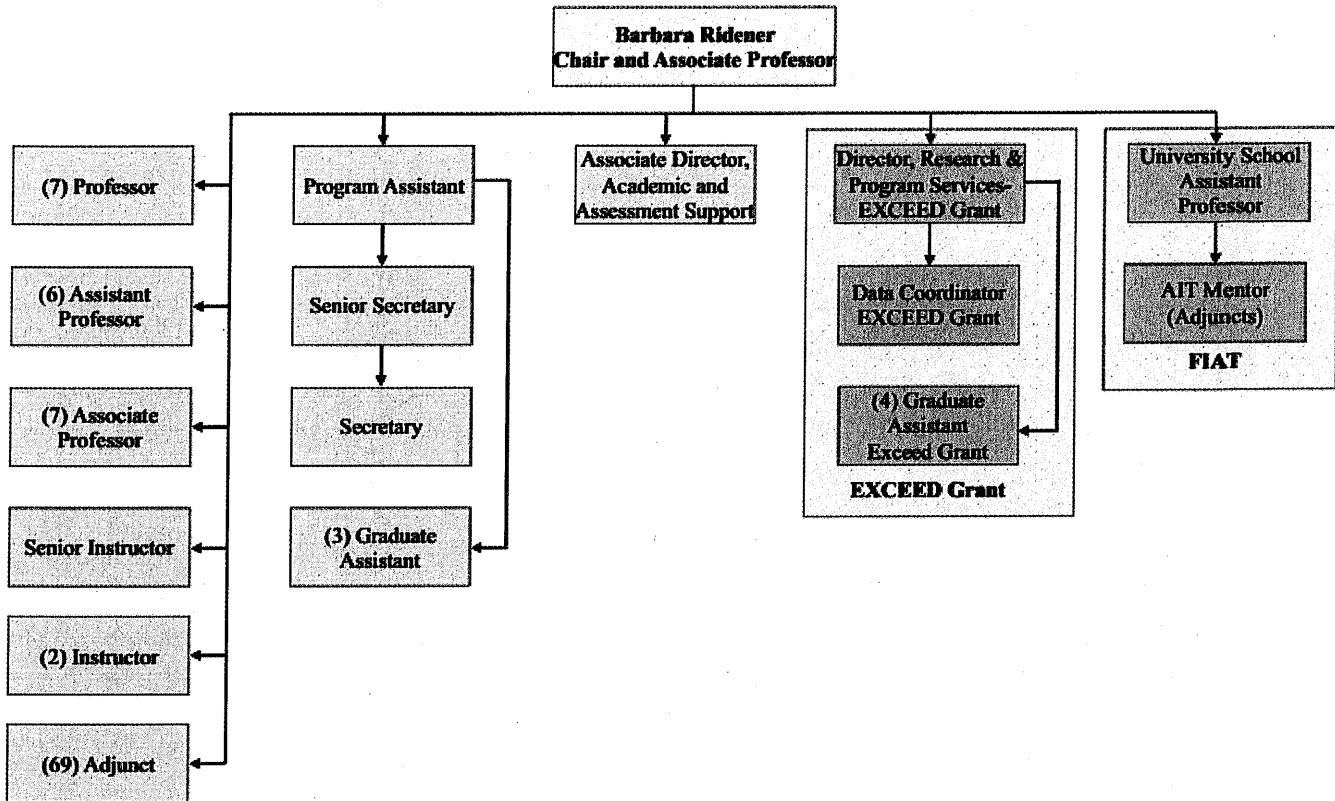 Barbara Ridener
Chair and Associate Professor
(7) Professor
(6) Assistant
Professor
(7) Associate
Professor
Senior Instructor
(2) Instructor
(69) Adjunct
Program Assistant
Senior Secretary
Secretary
(3) Graduate
Assistant
Associate Director,
Academic and
Assessment Support
Director, Research &
Program Services-
EXCEED Grant
Data Coordinator
EXCEED Grant
(4) Graduate
Assistant
Exceed Grant
EXCEED Grant
University School
Assistant
Professor
AIT Mentor
(Adjuncts)
FIAT